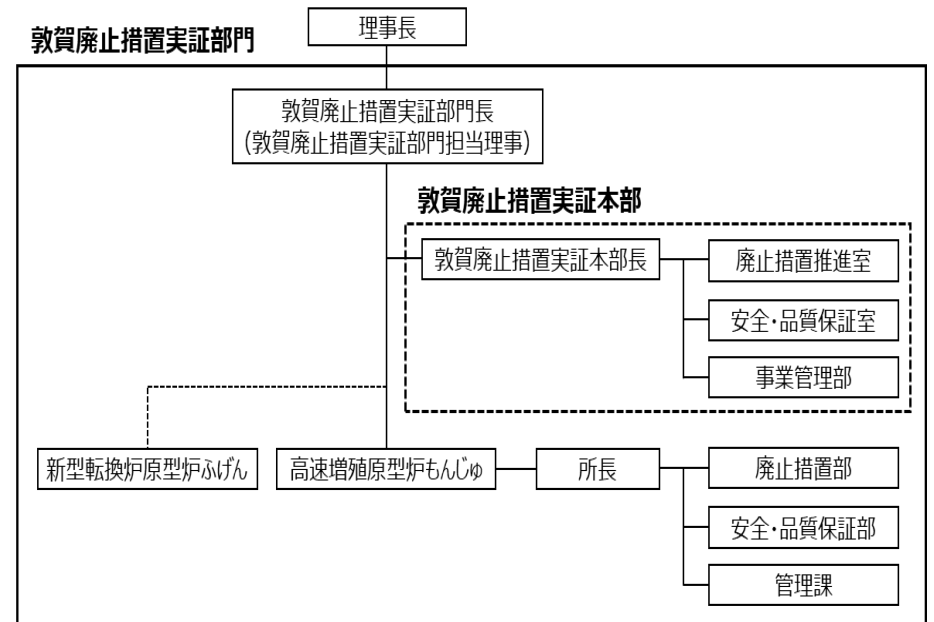 理事長
敦賀廃止措置実証部門
敦賀廃止措置実証部門長
(敦賀廃止措置実証部門担当理事)
敦賀廃止措置実証本部
敦賀廃止措置実証本部長
廃止措置推進室
安全・品質保証室
事業管理部
新型転換炉原型炉ふげん
高速増殖原型炉もんじゅ
所長
廃止措置部
安全・品質保証部
管理課